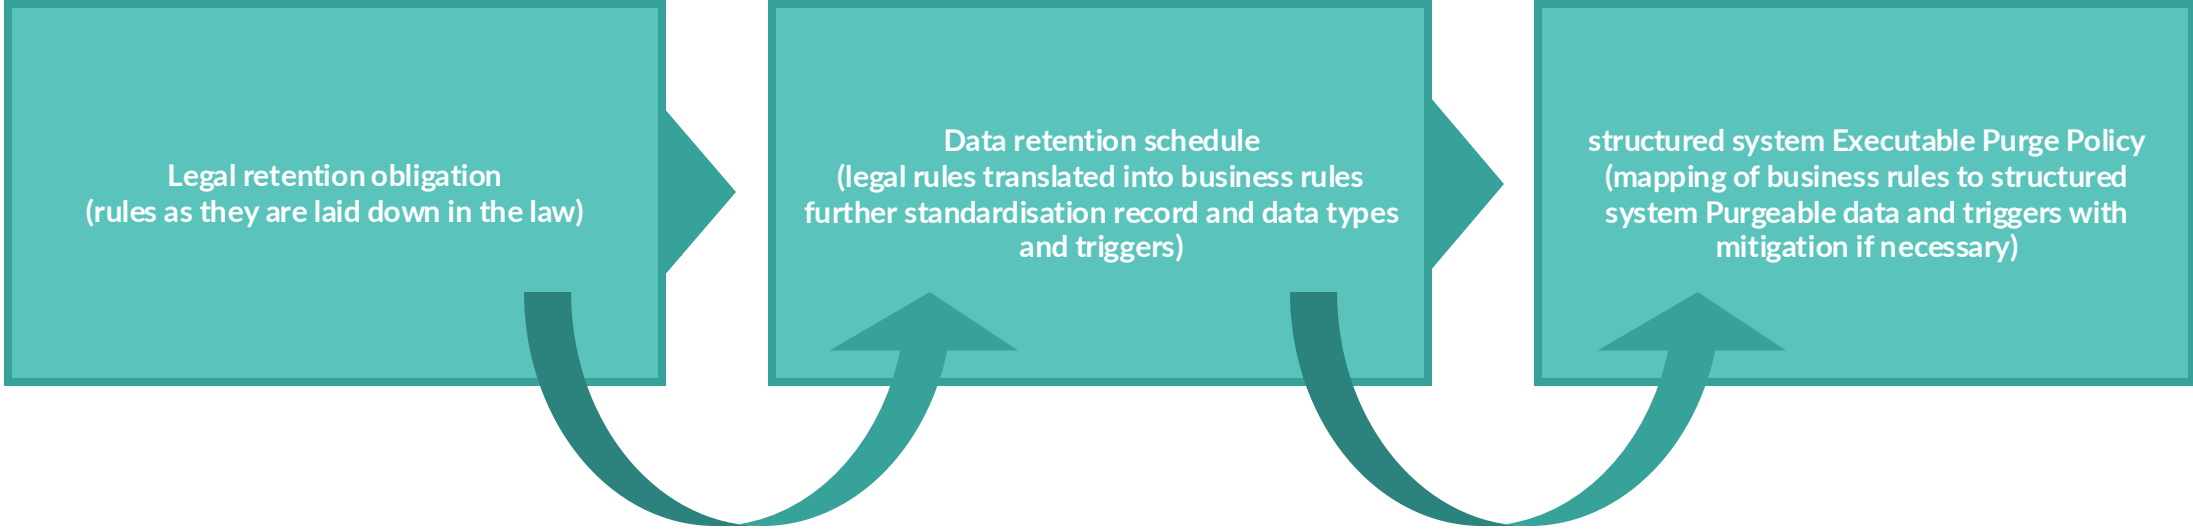 Legal retention obligation
(rules as they are laid down in the law)
Data retention schedule
(legal rules translated into business rules
further standardisation record and data types
and triggers)
structured system Executable Purge Policy
(mapping of business rules to structured
system Purgeable data and triggers with
mitigation if necessary)